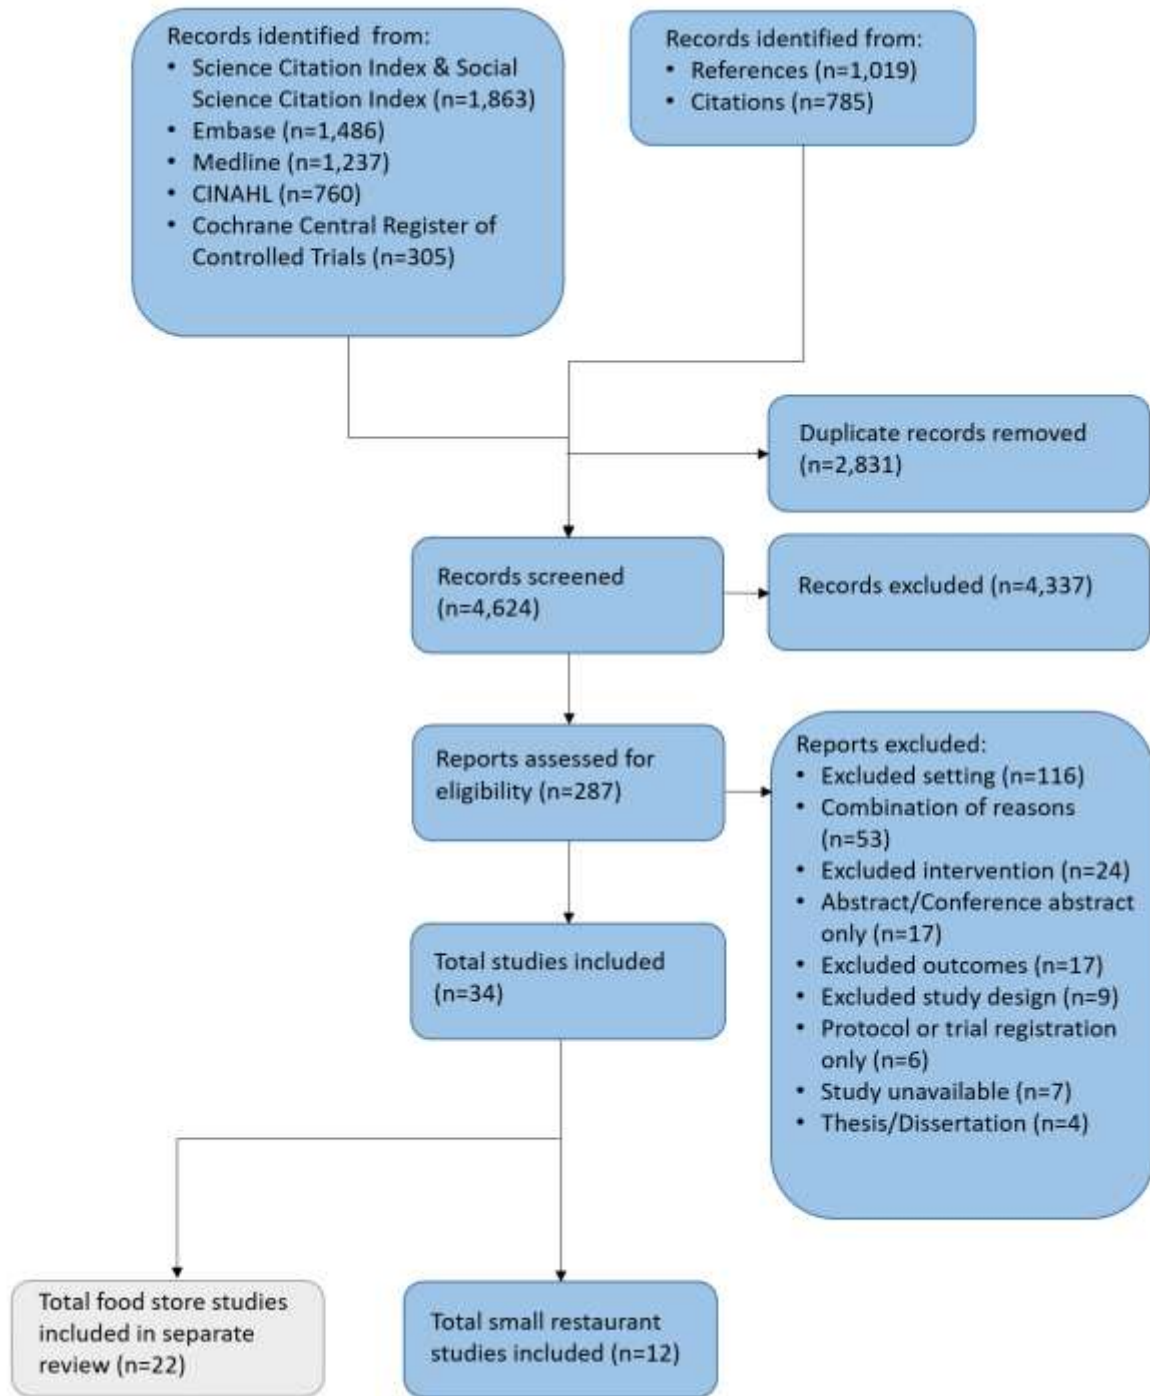 Records identified from:
• Science Citation Index & Social
Science Citation Index (n=1,863)
• Embase (n=1,486)
• Medline (n=1,237)
• CINAHL (n=760)
• Cochrane Central Register of
Controlled Trials (n=305)
Records identified from:
• References (n=1,019)
• Citations (n=785)
Duplicate records removed
(n=2,831)
Records screened
(n=4,624)
Records excluded (n=4,337)
Reports assessed for
eligibility (n=287)
Reports excluded:
• Excluded setting (n=116)
• Combination of reasons
(n=53)
• Excluded intervention (n=24)
• Abstract/Conference abstract
only (n=17)
• Excluded outcomes (n=17)
• Excluded study design (n=9)
• Protocol or trial registration
only (n=6)
• Study unavailable (n=7)
• Thesis/Dissertation (n=4)
Total studies included
(n=34)
Total food store studies
included in separate
review (n=22)
Total small restaurant
studies included (n=12)